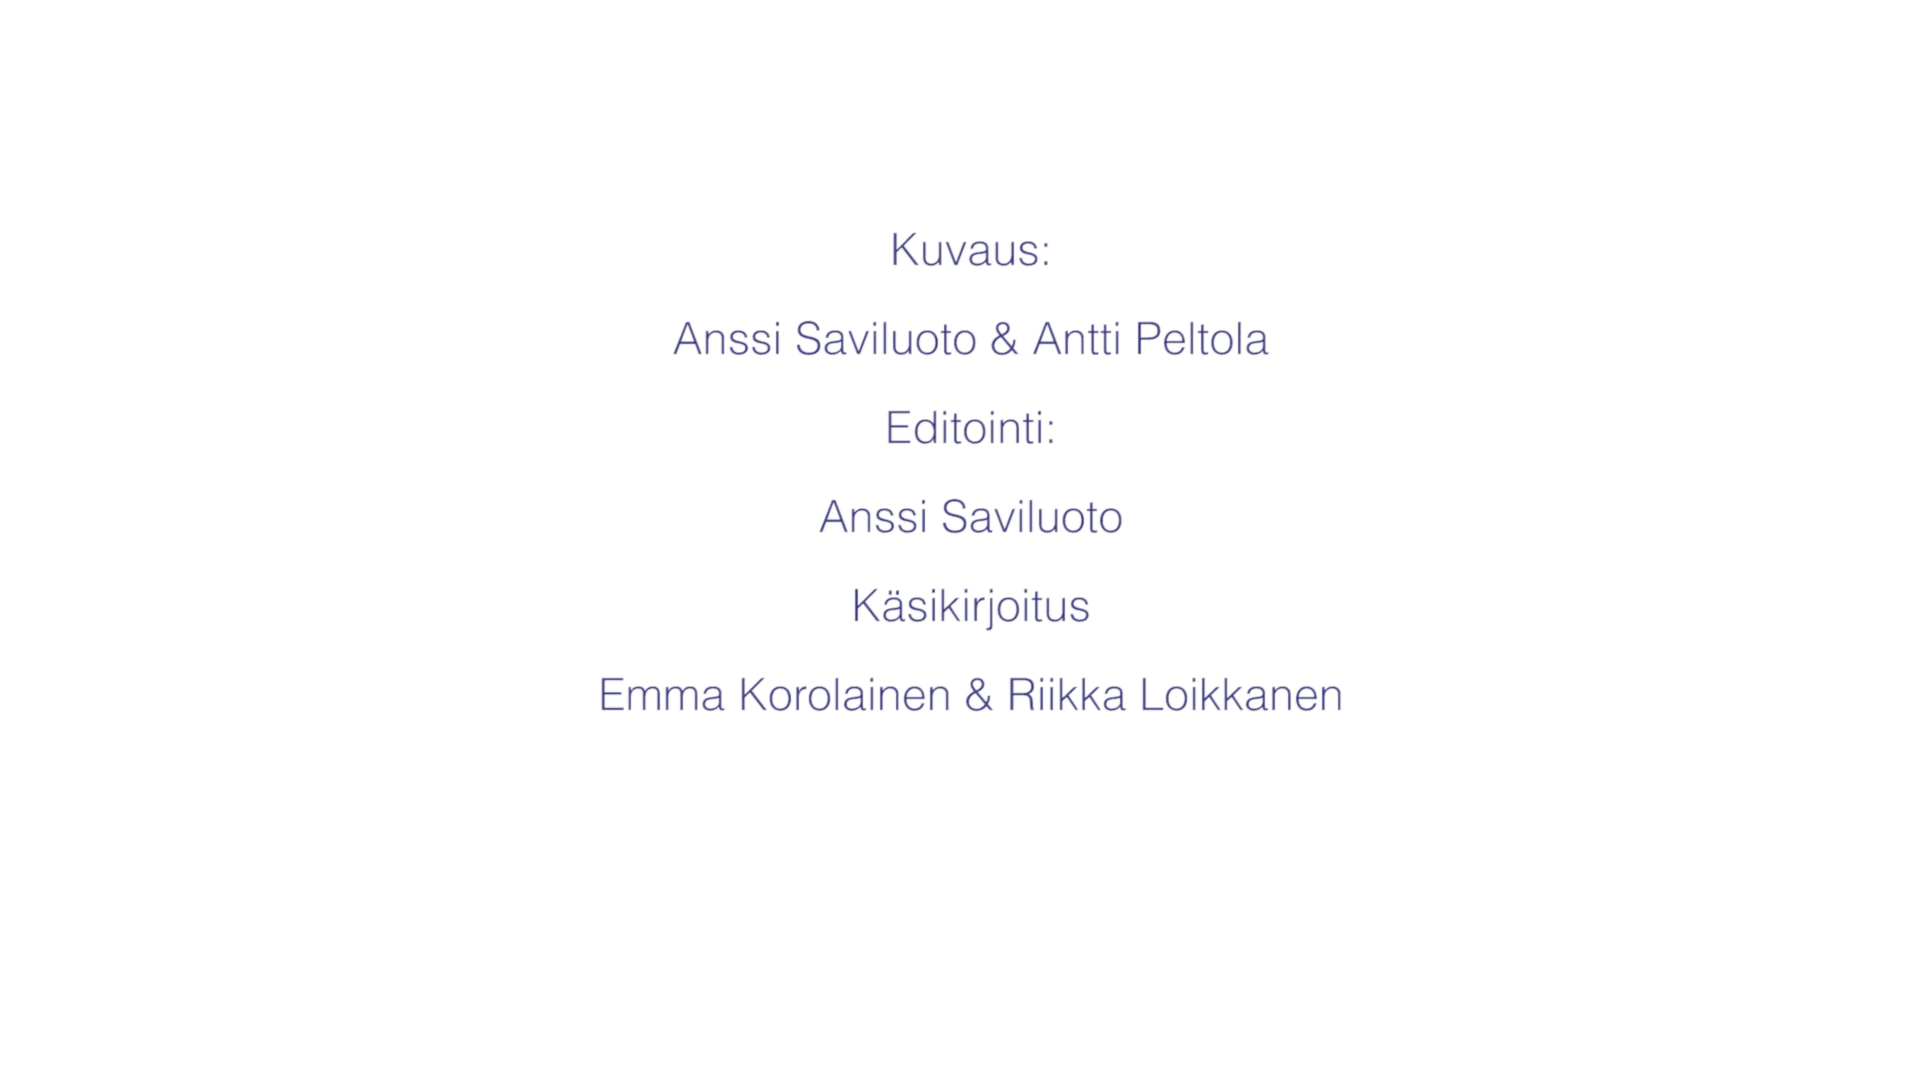 Kuvaus:
Anssi Saviluoto & Antti Peltola
Editointi:
Anssi Saviluoto
Käsikirjoitus
Emma Korolainen & Riikka Loikkanen